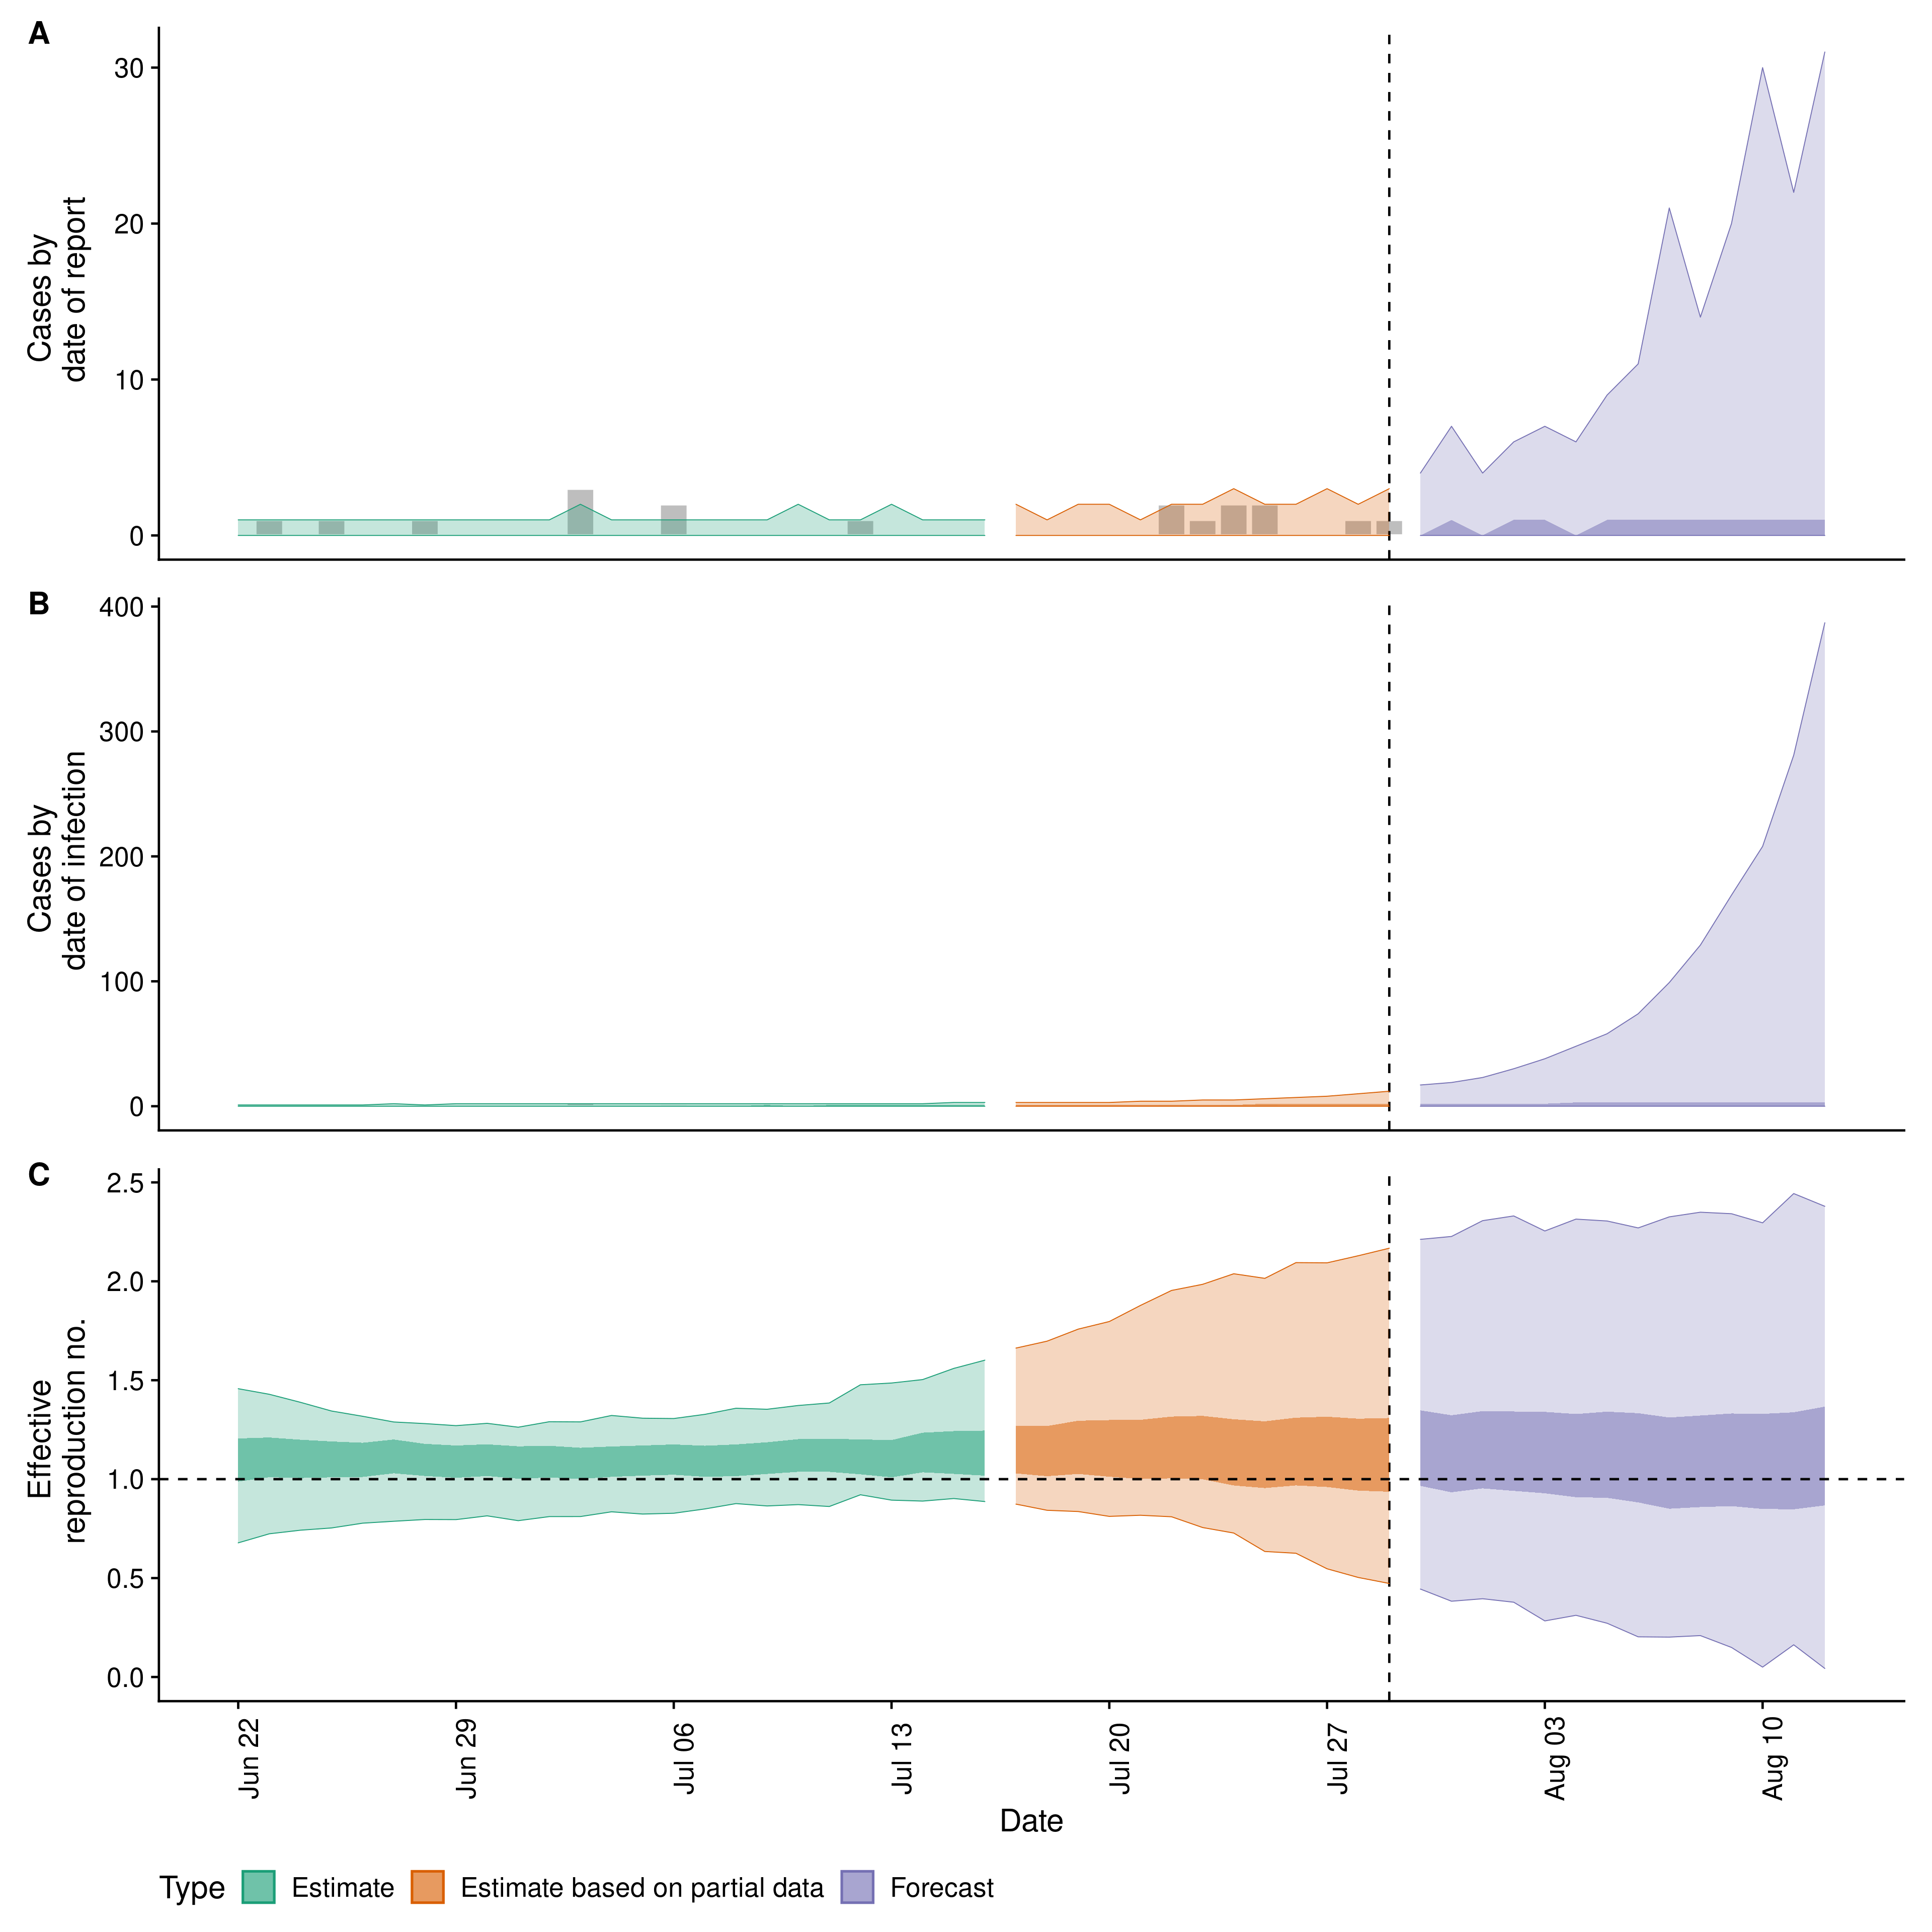 A
30
20
10
0
Cases by
date of report
B
400
300
200
100
0
Cases by
date of infection
C
2.5
2.0
1.5
1.0
0.5
0.0
Effective
reproduction no.
Jun 22
Jun 29
Jul 06
Jul 13
Jul 20
Jul 27
Aug 03
Aug 10
Date
Type Estimate Estimate based on partial data Forecast